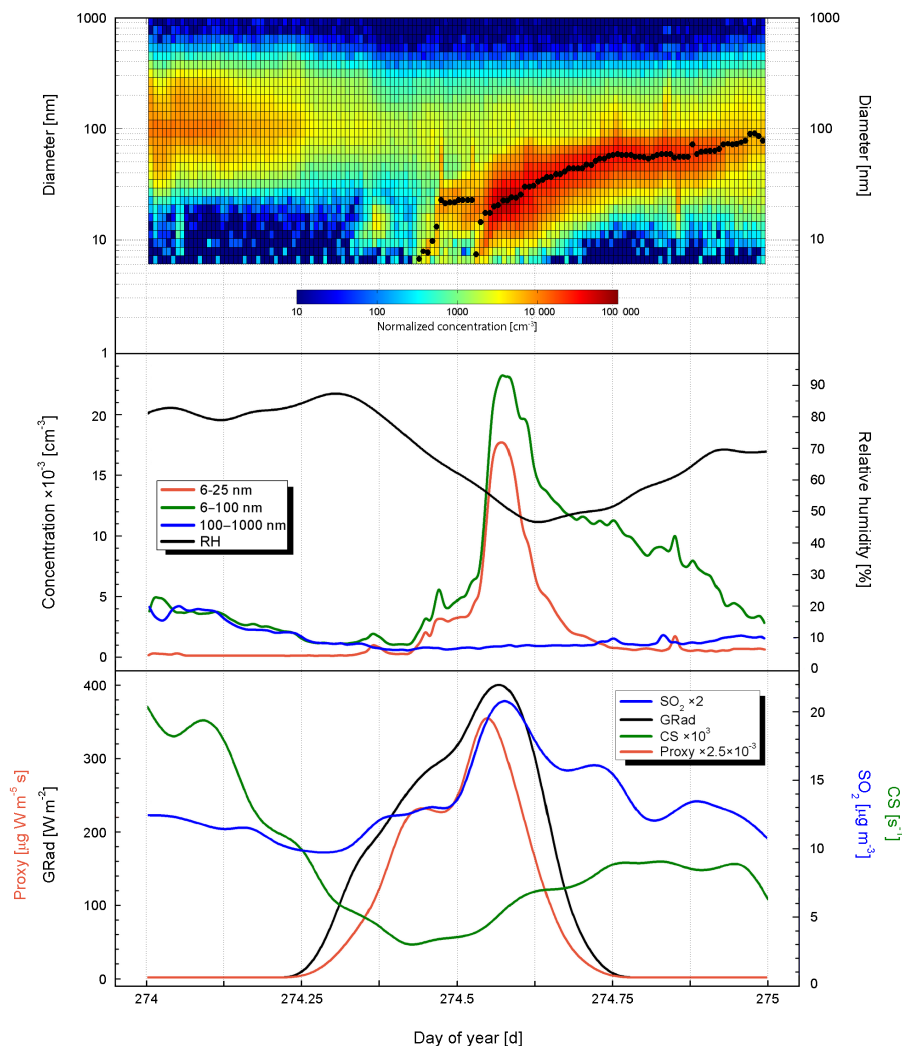 1000
1000
Diameter [nm]
100
100
Diameter [nm]
10
10
10 100 1000 10 000 100 000
Normalized concentration [cm-3]
1
Concentration ×10-3 [cm-3]
20
15
10
5
0
6-25 nm
6–100 nm
100–1000 nm
RH
90
80
70
60
50
40
30
20
10
0
Relative humidity [%]
Proxy [µg W m-5 s]
GRad [W m-2]
400
300
200
100
0
SO2 ×2
GRad
CS ×103
Proxy ×2.5×10-3
20
15
10
5
0
SO2 [µg m-3]
CS [s-1]
274 274.25 274.5 274.75 275
Day of year [d]